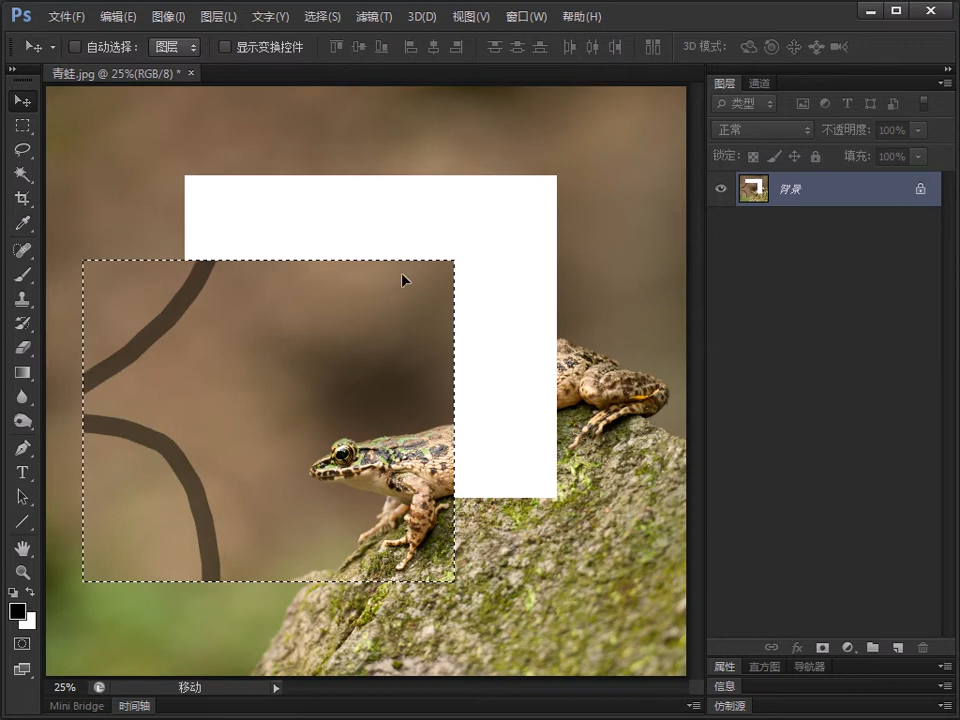 Ps 文件(F) 编辑(E) 图像(I) 图层(L) 文字(Y) 选择(S) 滤镜(T) 3D(D) 视图(V) 窗口(W) 帮助(H)
自动选择： 图层 显示变换控件 3D 模式：
青蛙.jpg @ 25%(RGB/8) * ×
图层 通道
类型
正常 不透明度： 100%
锁定： 填充： 100%
背景
fx
25% 移动
属性 直方图 导航器
信息
仿制源
Mini Bridge 时间轴